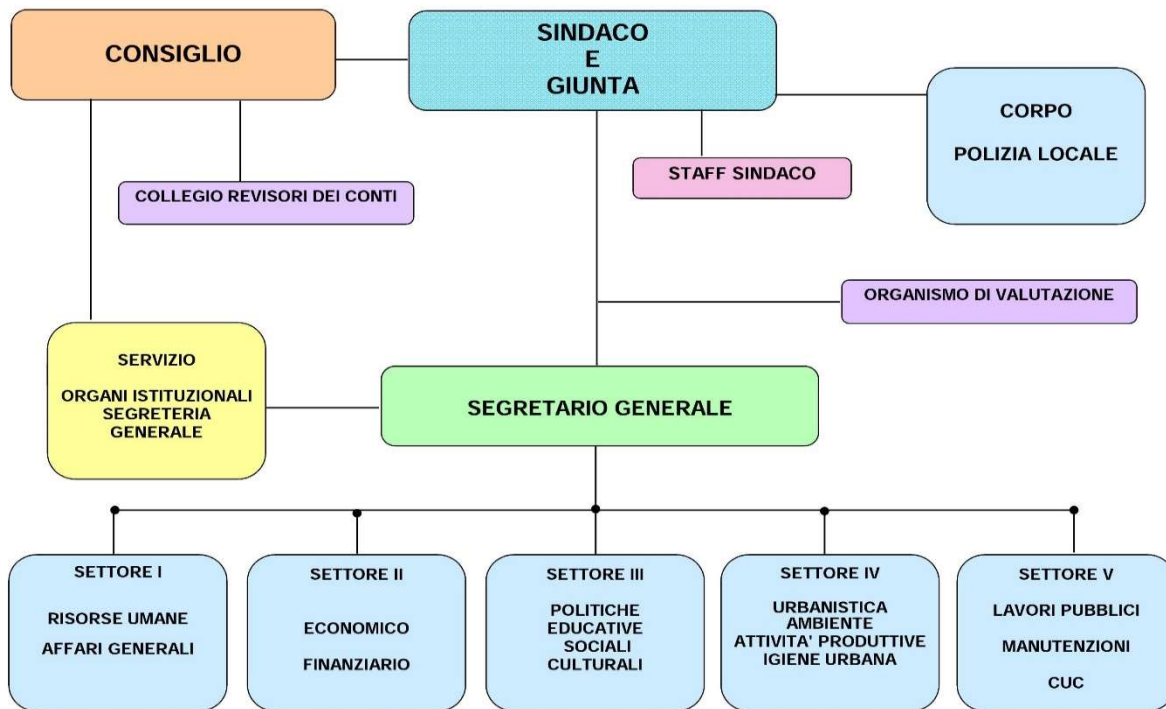 CONSIGLIO
SINDACO
E
GIUNTA
CORPO
POLIZIA LOCALE
STAFF SINDACO
COLLEGIO REVISORI DEI CONTI
ORGANISMO DI VALUTAZIONE
SERVIZIO
ORGANI ISTITUZIONALI
SEGRETERIA
GENERALE
SEGRETARIO GENERALE
SETTORE I
RISORSE UMANE
AFFARI GENERALI
SETTORE II
ECONOMICO
FINANZIARIO
SETTORE III
POLITICHE
EDUCATIVE
SOCIALI
CULTURALI
SETTORE IV
URBANISTICA
AMBIENTE
ATTIVITA' PRODUTTIVE
IGIENE URBANA
SETTORE V
LAVORI PUBBLICI
MANUTENZIONI
CUC